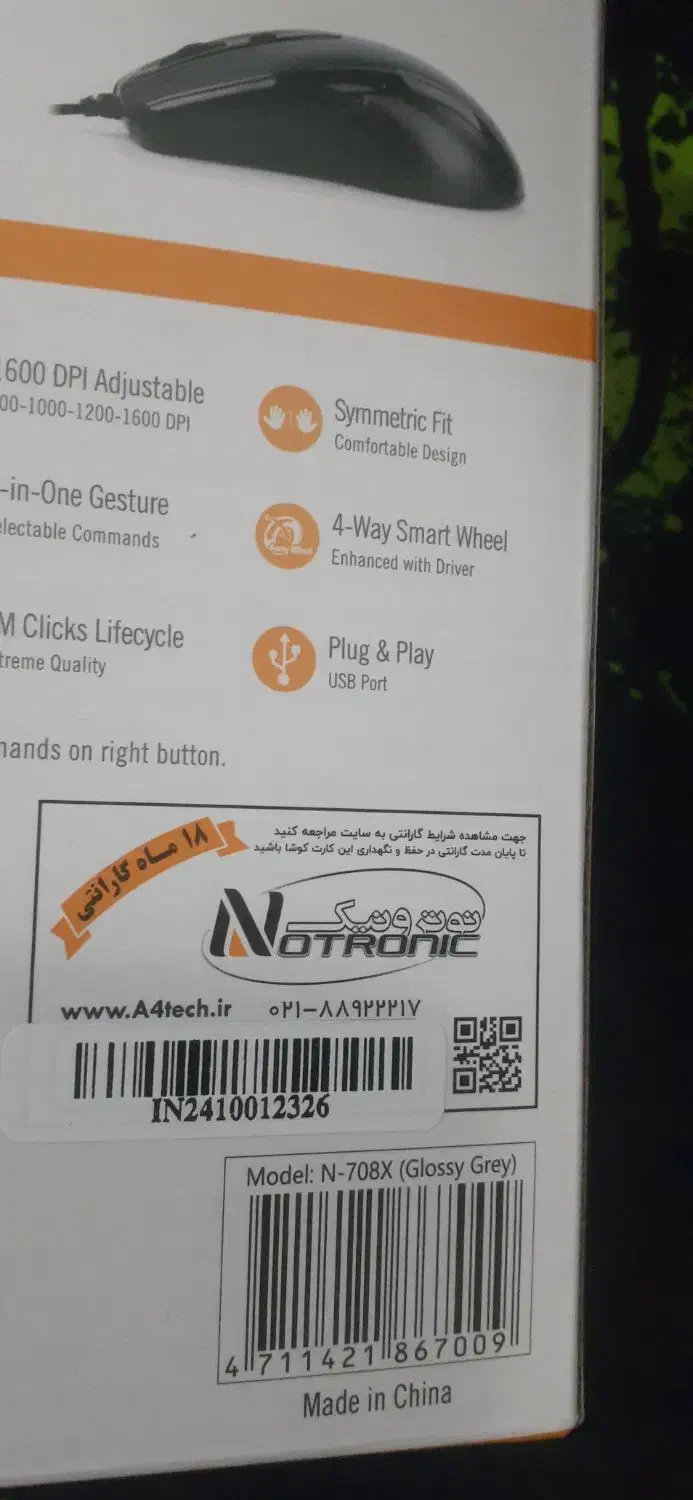 1600 DPI Adjustable
00-1000-1200-1600 DPI
Symmetric Fit
Comfortable Design
-in-One Gesture
electable Commands
4-Way Smart Wheel
Enhanced with Driver
M Clicks Lifecycle
treme Quality
Plug & Play
USB Port
hands on right button.
۱۸ ماه گارانتی
جهت مشاهده شرایط گارانتی به سایت مراجعه کنید
تا پایان مدت گارانتی در حفظ و نگهداری این کارت کوشا باشید
نوترونیک
NOTRONIC
www.A4tech.ir ۰۲۱-۸۸۹۲۲۲۱۷
IN2410012326
Model: N-708X (Glossy Grey)
4 711421 867009
Made in China